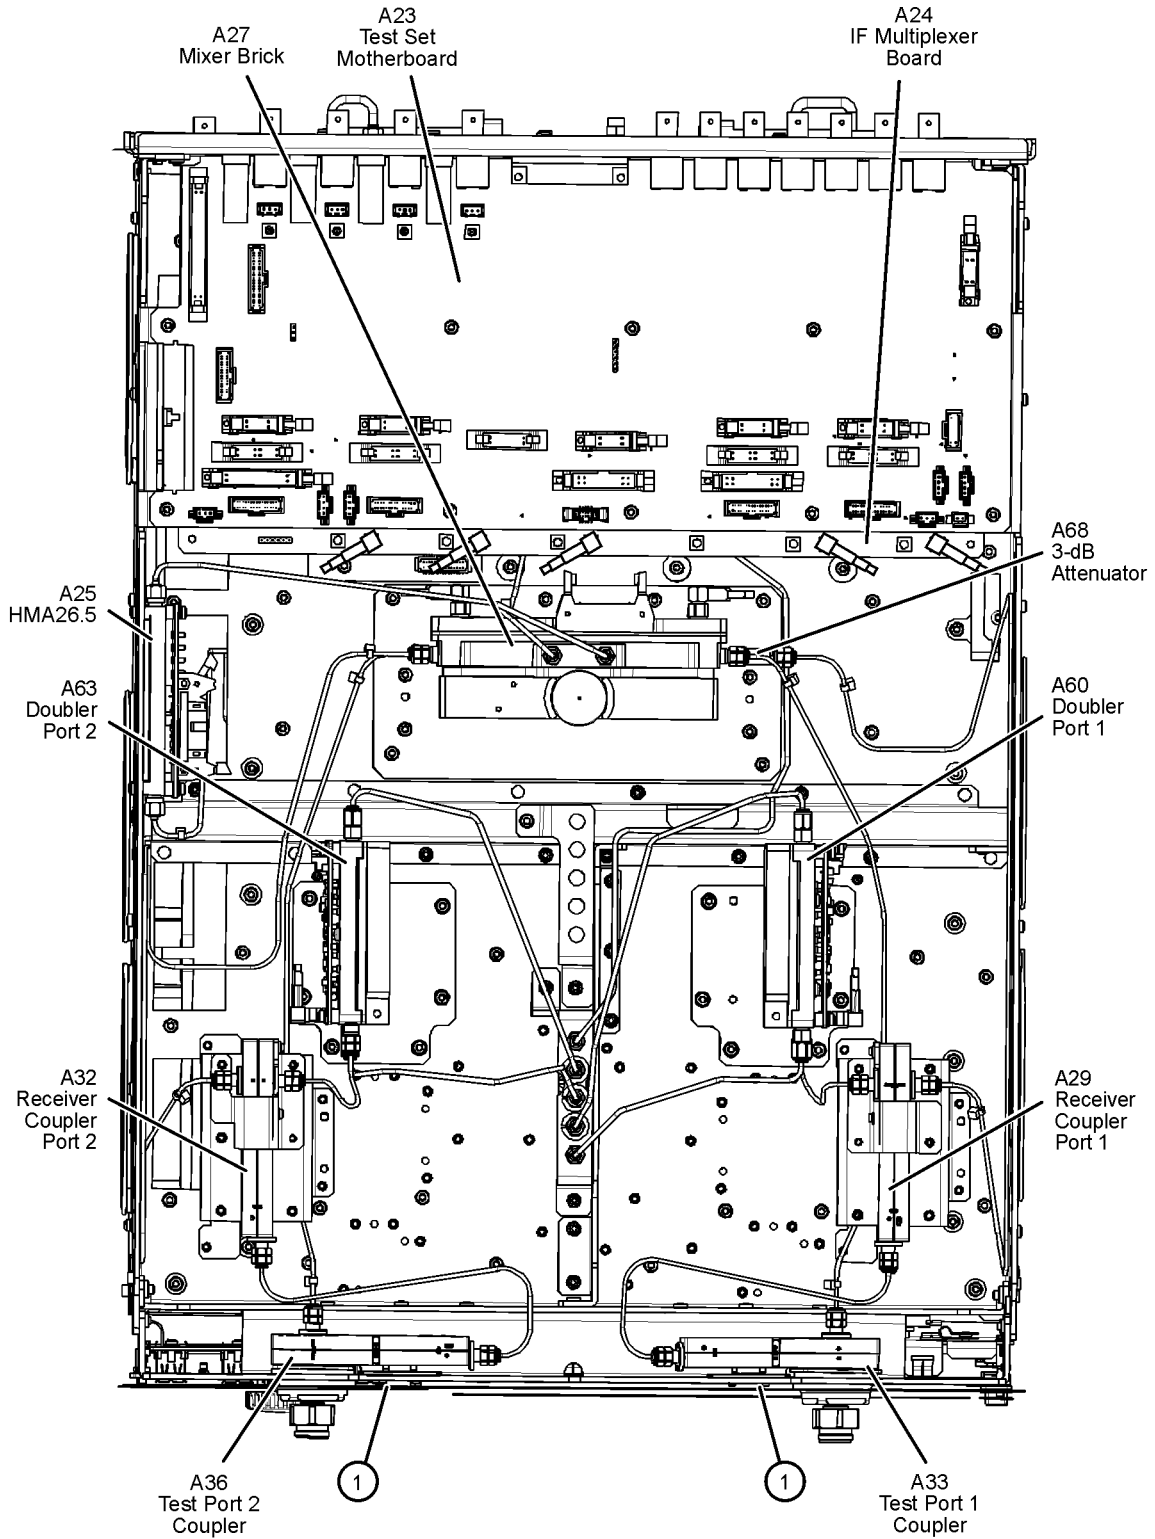 A27
Mixer Brick
A23
Test Set
Motherboard
A24
IF Multiplexer
Board
A68
3-dB
Attenuator
A25
HMA26.5
A63
Doubler
Port 2
A60
Doubler
Port 1
A32
Receiver
Coupler
Port 2
A29
Receiver
Coupler
Port 1
A36
Test Port 2
Coupler
1
1
A33
Test Port 1
Coupler